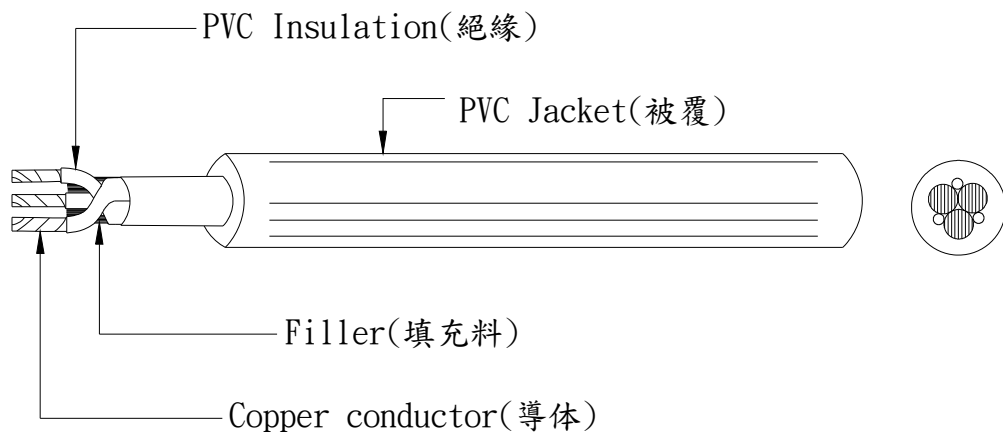 PVC Insulation(絕緣)
PVC Jacket(被覆)
Filler(填充料)
Copper conductor(導体)